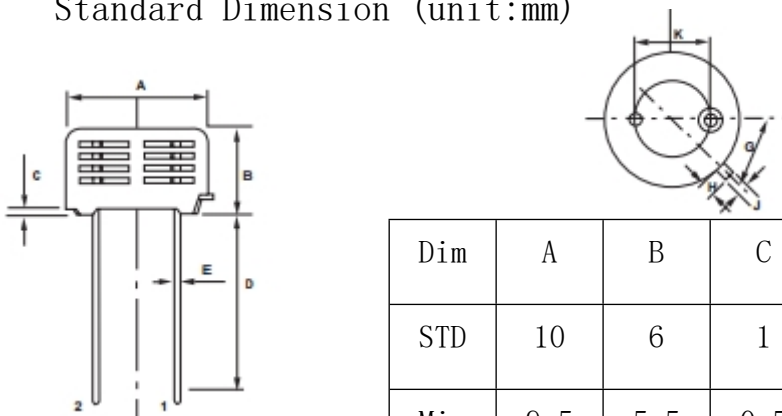 Standard Dimension (unit:mm)
A
B
C
D
E
2 1
K
G
H
J
Dim A B C
STD 10 6 1